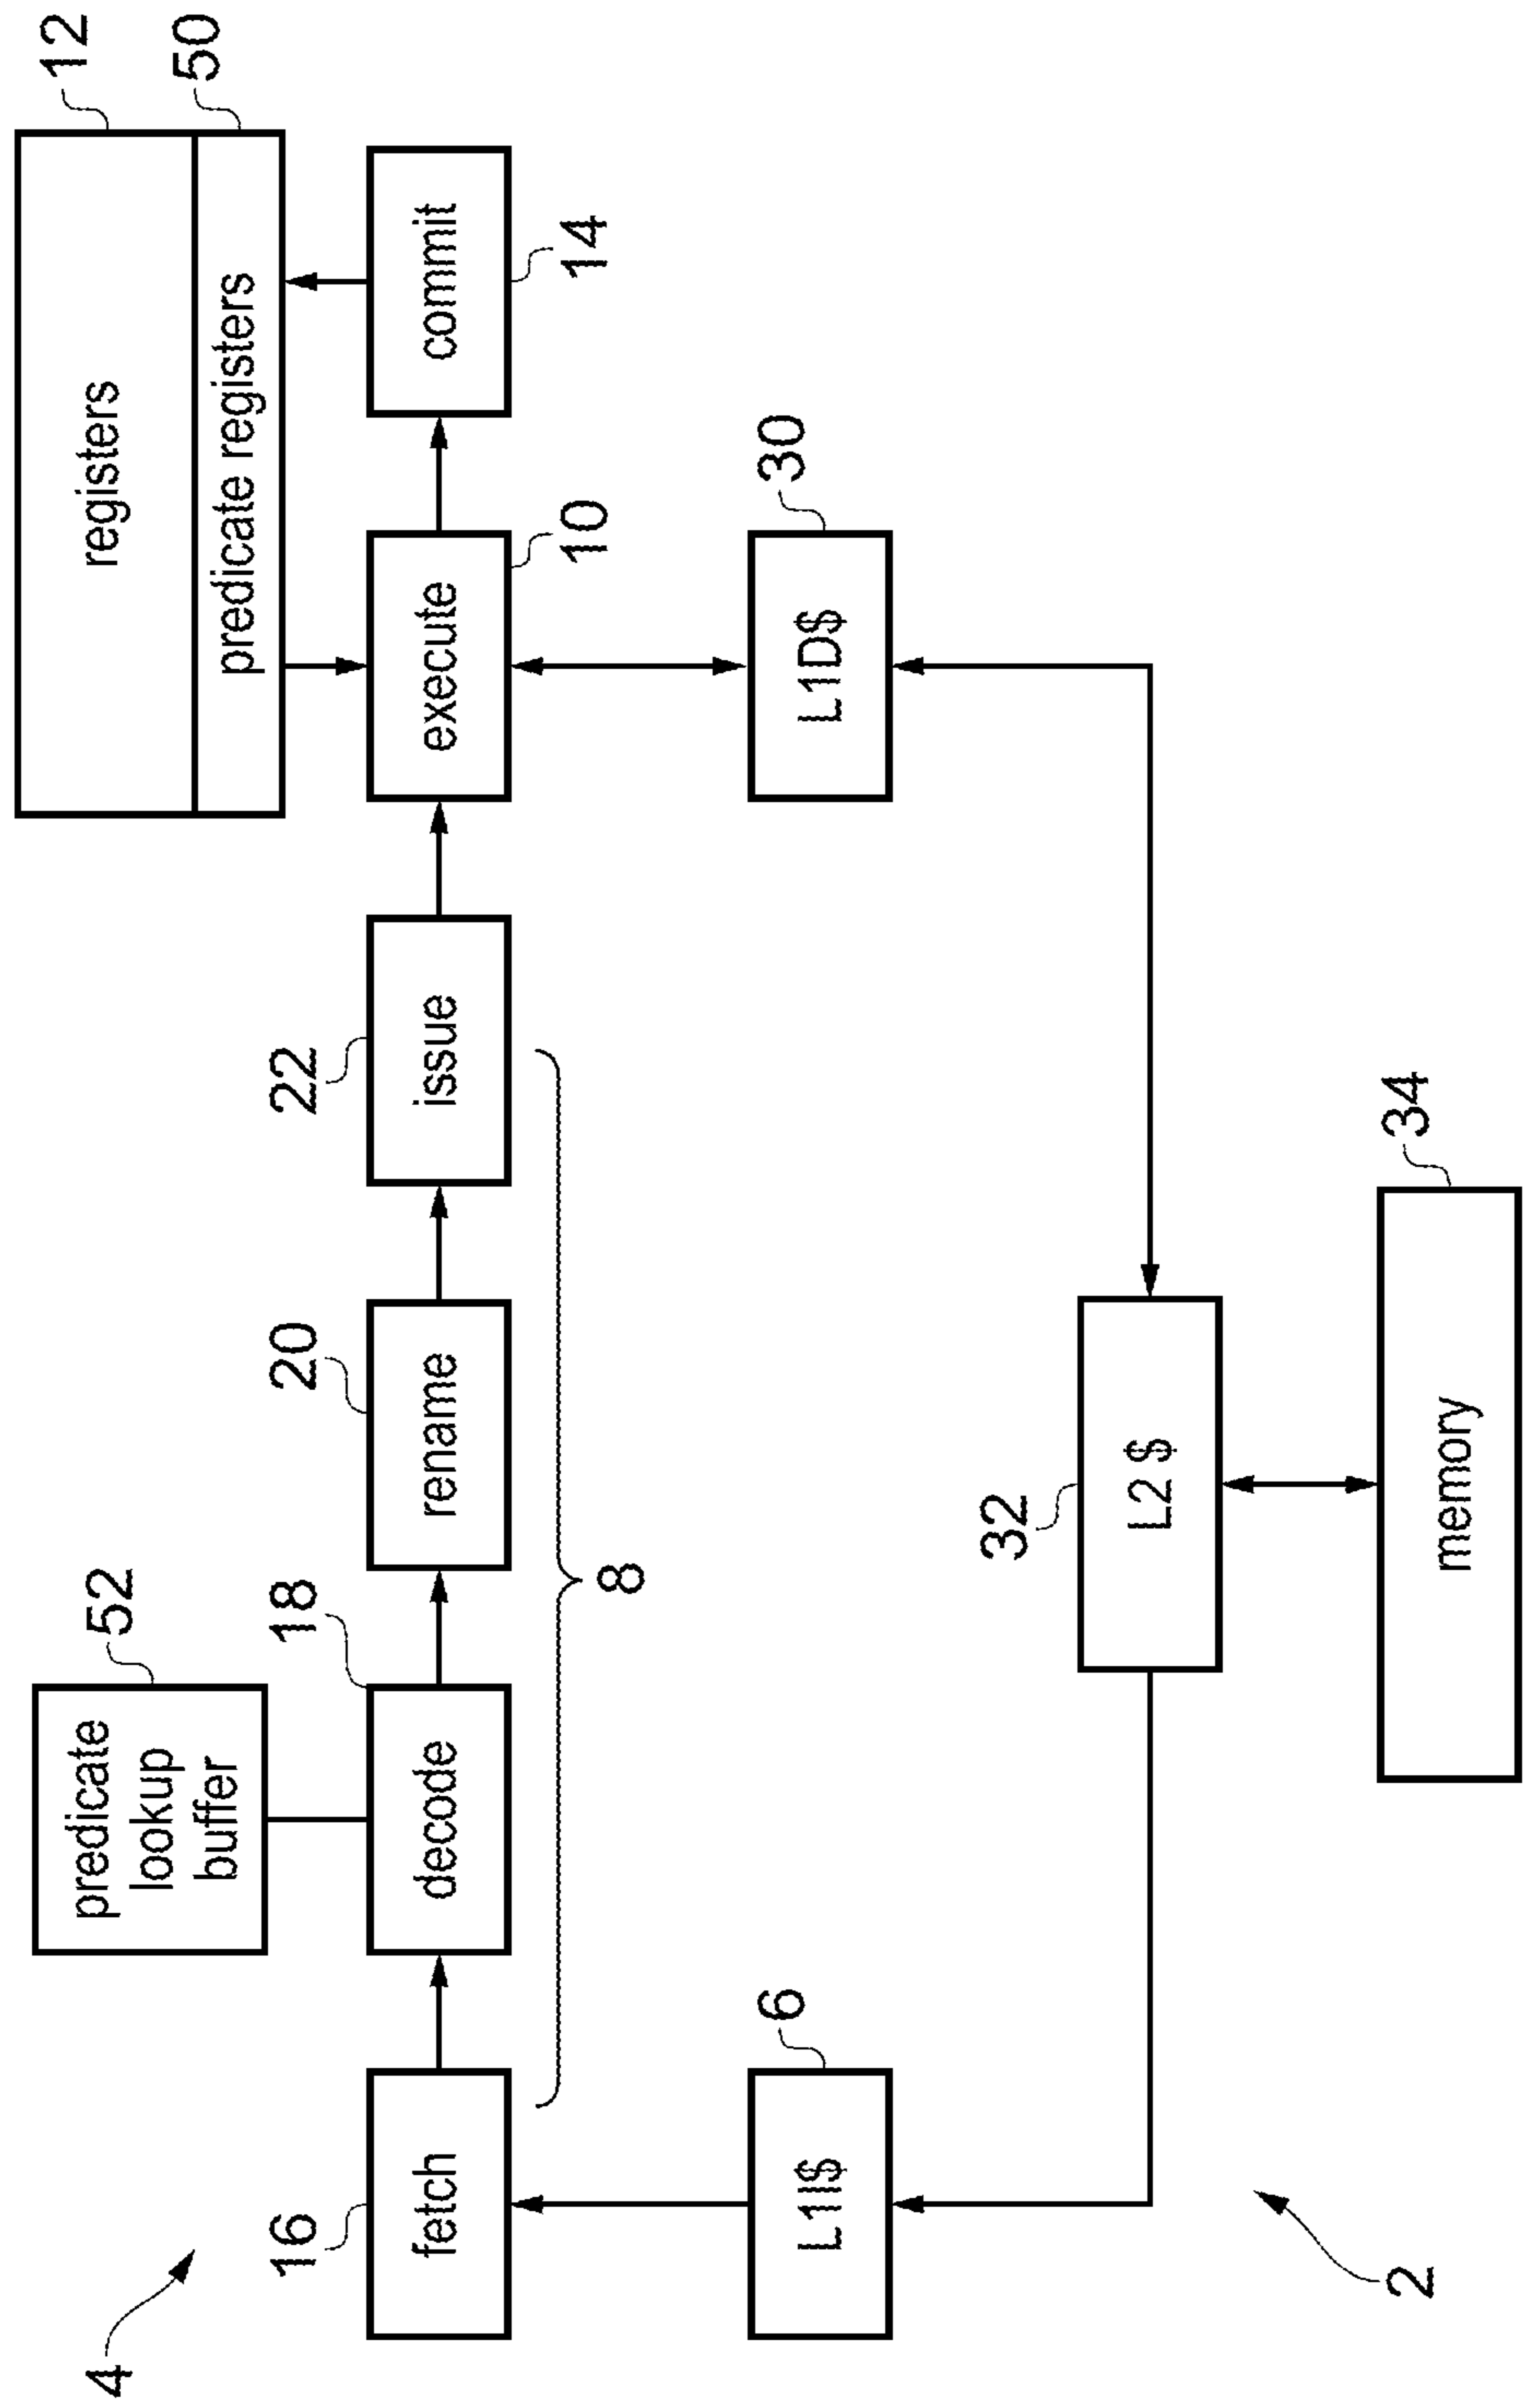 4
predicate
lookup
buffer
52
registers
12
predicate registers
50
16
18
20
22
fetch
decode
rename
issue
execute
commit
8
10
14
6
L1I$
30
L1D$
32
L2 $
2
34
memory